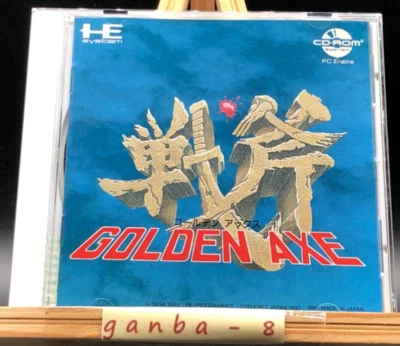 HE
system
CD-ROM²
PC Engine
戦斧
ゴールデン アックス
GOLDEN AXE
ganba-8